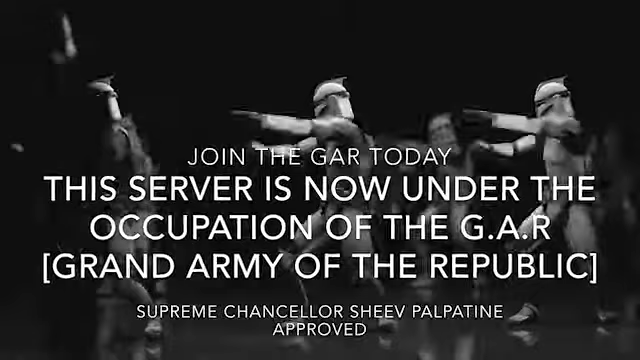 JOIN THE GAR TODAY
THIS SERVER IS NOW UNDER THE
OCCUPATION OF THE G.A.R
[GRAND ARMY OF THE REPUBLIC]
SUPREME CHANCELLOR SHEEV PALPATINE
APPROVED